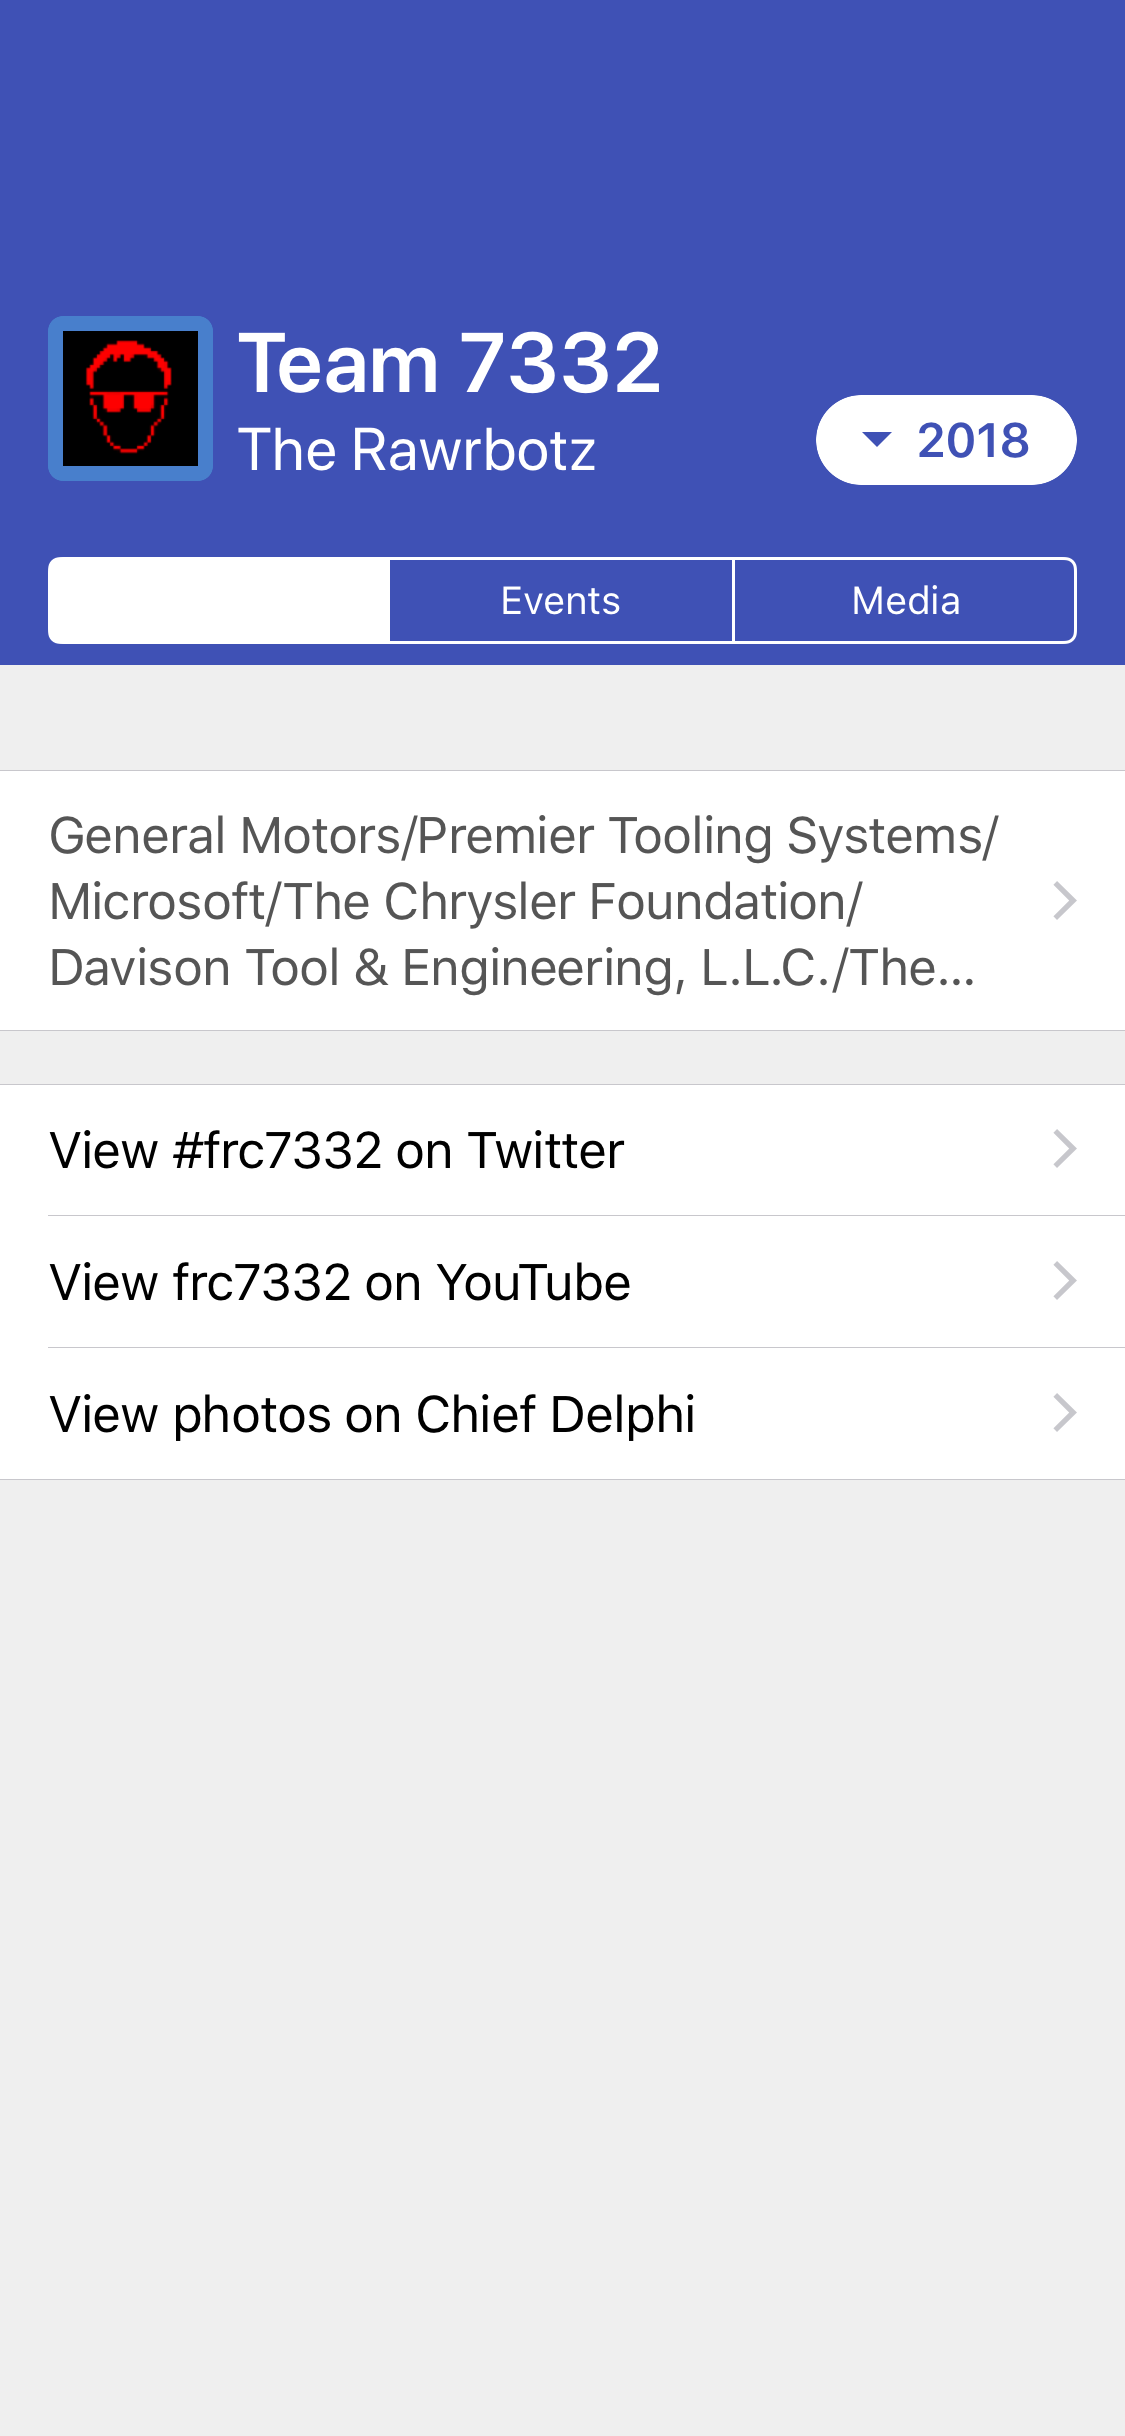 Team 7332
The Rawrbotz
2018
Events
Media
General Motors/Premier Tooling Systems/
Microsoft/The Chrysler Foundation/
Davison Tool & Engineering, L.L.C./The...
View #frc7332 on Twitter
View frc7332 on YouTube
View photos on Chief Delphi